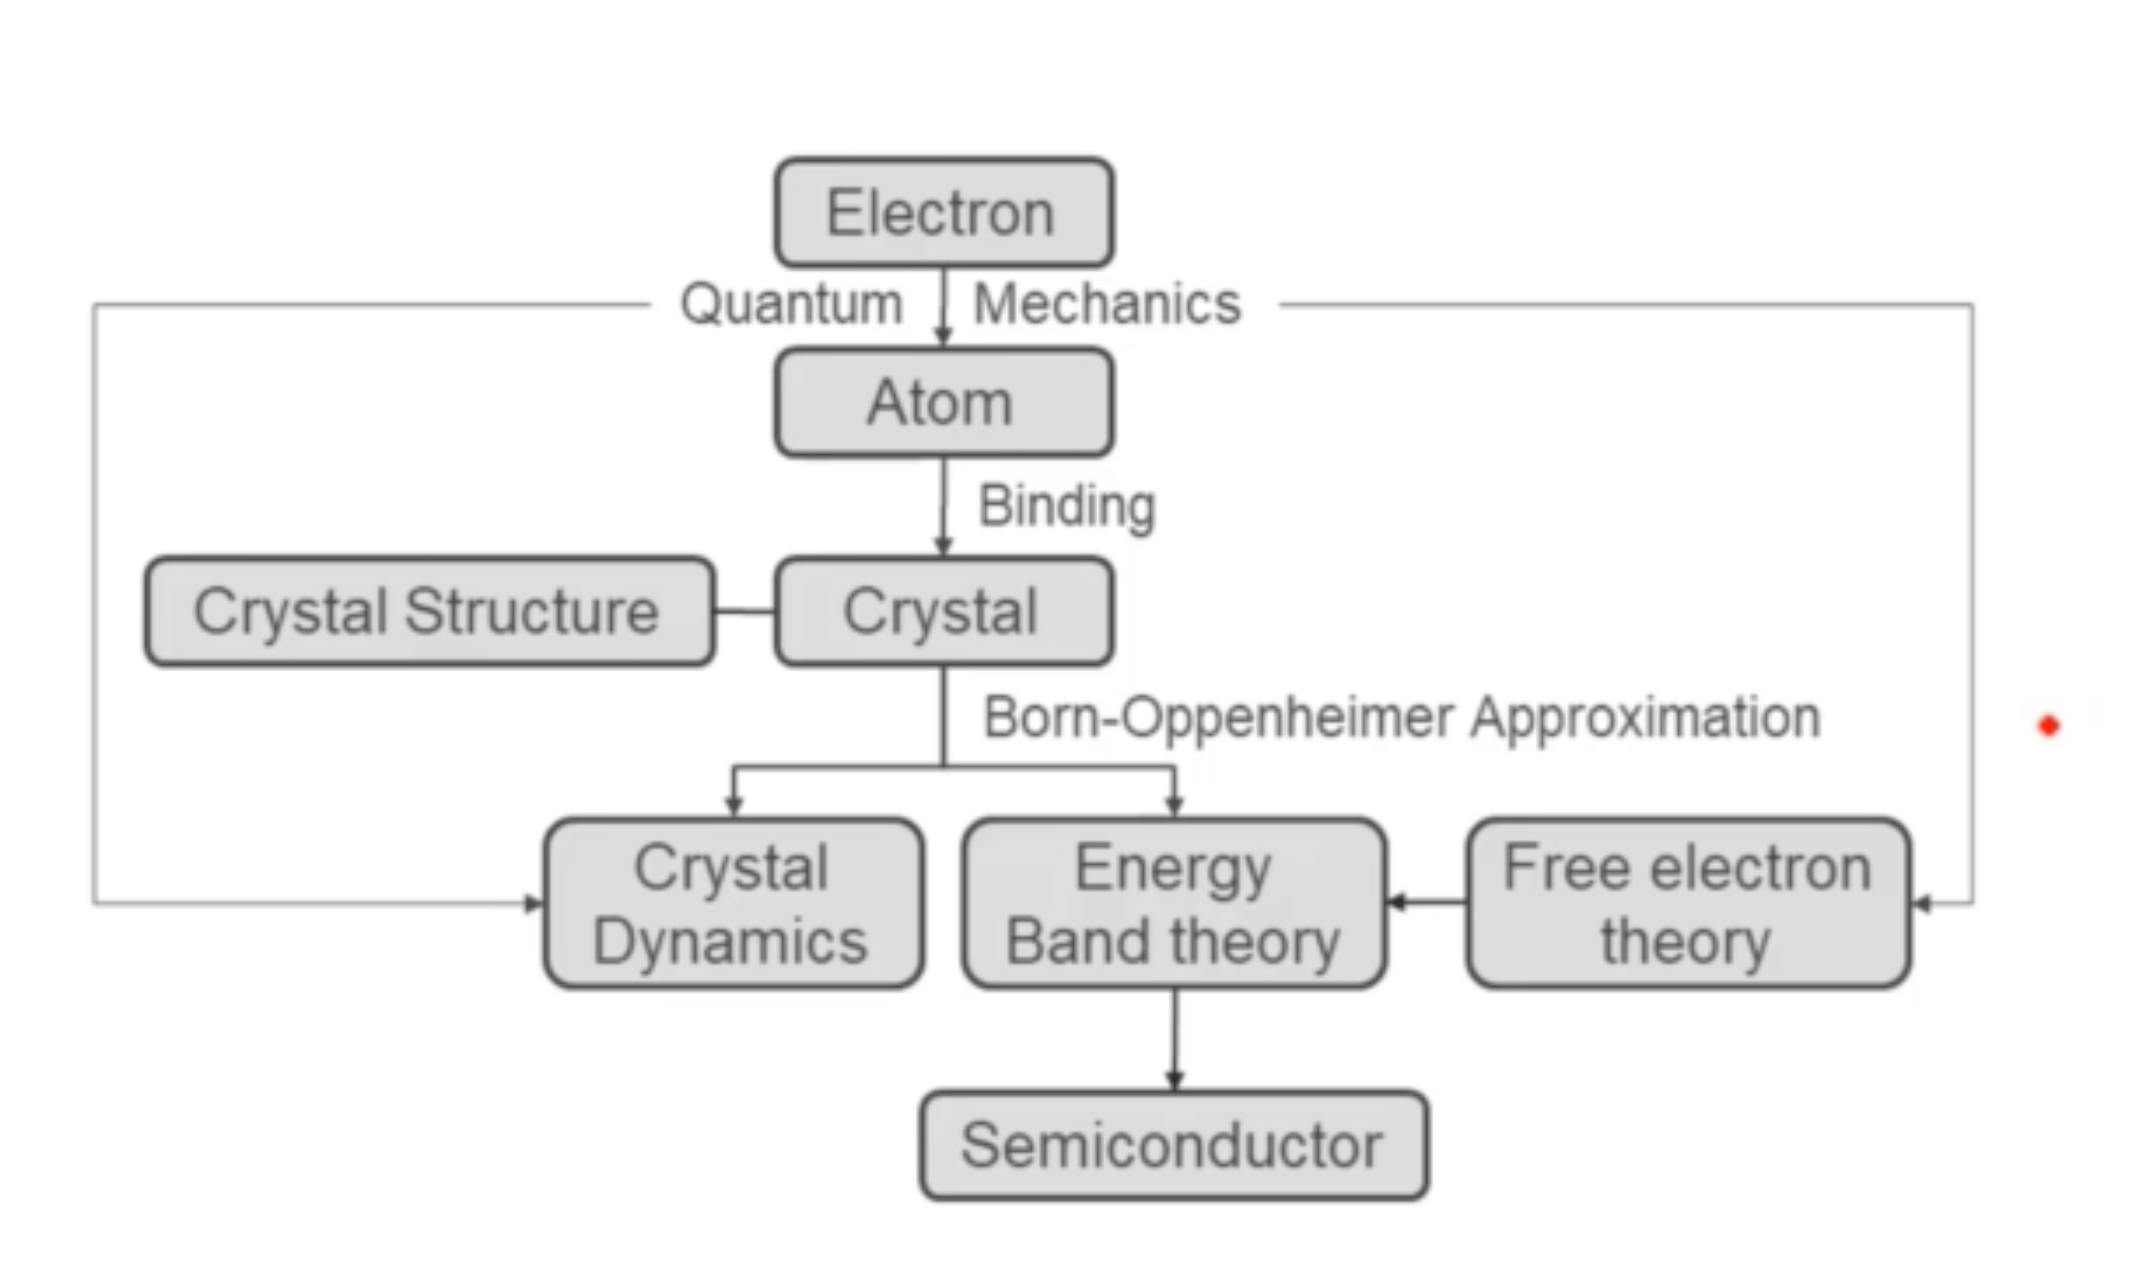 Electron
Quantum Mechanics
Atom
Binding
Crystal Structure
Crystal
Born-Oppenheimer Approximation
Crystal
Dynamics
Energy
Band theory
Free electron
theory
Semiconductor